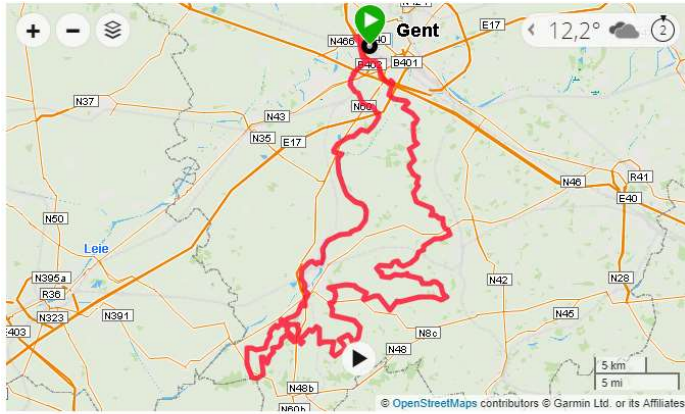 Gent
12,2°
2
N466
B402
B401
E17
N37
N60
N43
E17
N35
R41
N46
E40
N50
Leie
N395a
R36
N42
N28
N323
N391
N45
E403
N8c
N48
N48b
N60b
5 km
5 mi
© OpenStreetMaps contributors © Garmin Ltd. or its Affiliates